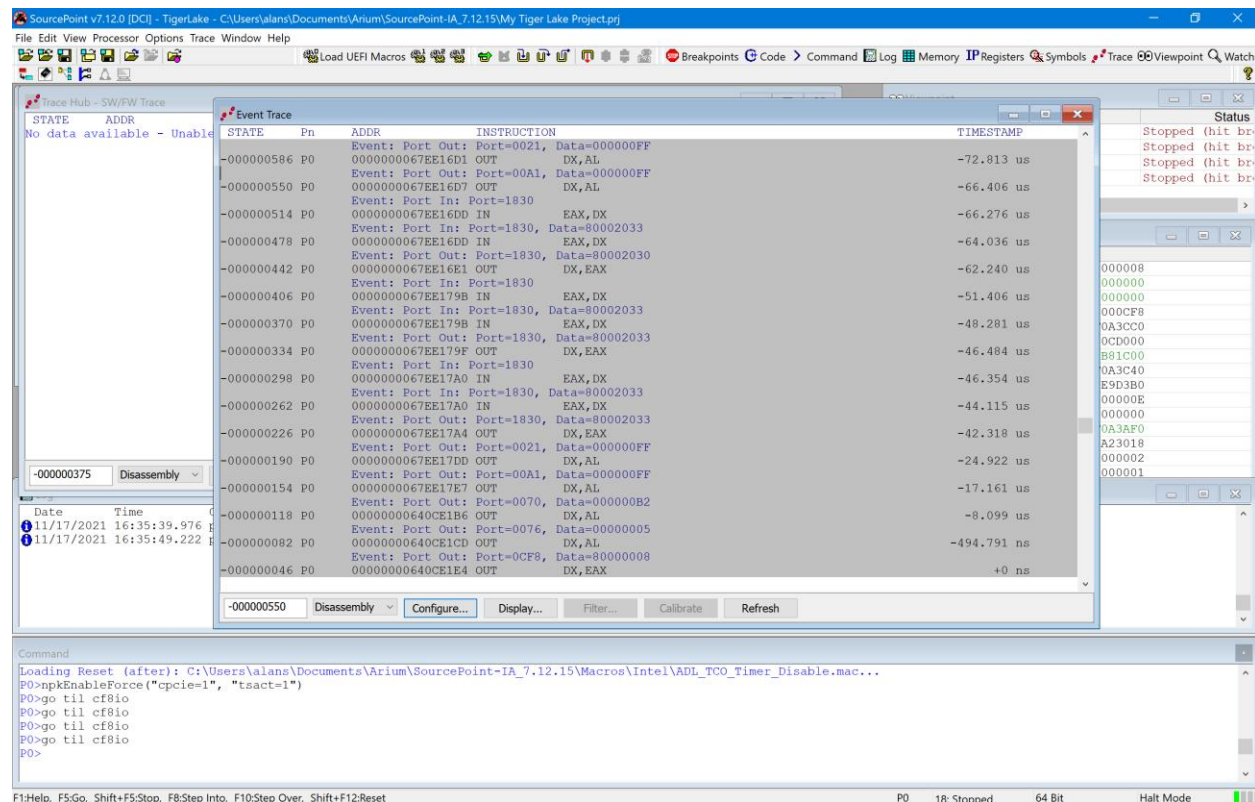 SourcePoint v7.12.0 [DCI] - TigerLake - C:\Users\alans\Documents\Arium\SourcePoint-IA_7.12.15\My Tiger Lake Project.prj
File Edit View Processor Options Trace Window Help
Load UEFI Macros Breakpoints Code Command Log Memory IP Registers Symbols Trace Viewpoint Watch
Trace Hub - SW/FW Trace
STATE ADDR
No data available - Unable
Status
Stopped (hit br
Stopped (hit br
Stopped (hit br
Stopped (hit br
Event Trace
STATE Pn ADDR INSTRUCTION TIMESTAMP
Event: Port Out: Port=0021, Data=000000FF
-000000586 P0 0000000067EE16D1 OUT DX,AL -72.813 us
Event: Port Out: Port=00A1, Data=000000FF
-000000550 P0 0000000067EE16D7 OUT DX,AL -66.406 us
Event: Port In: Port=1830
-000000514 P0 0000000067EE16DD IN EAX,DX -66.276 us
Event: Port In: Port=1830, Data=80002033
-000000478 P0 0000000067EE16DD IN EAX,DX -64.036 us
Event: Port Out: Port=1830, Data=80002030
-000000442 P0 0000000067EE16E1 OUT DX,EAX -62.240 us
Event: Port In: Port=1830
-000000406 P0 0000000067EE179B IN EAX,DX -51.406 us
Event: Port In: Port=1830, Data=80002033
-000000370 P0 0000000067EE179B IN EAX,DX -48.281 us
Event: Port Out: Port=1830, Data=80002033
-000000334 P0 0000000067EE179F OUT DX,EAX -46.484 us
Event: Port In: Port=1830
-000000298 P0 0000000067EE17A0 IN EAX,DX -46.354 us
Event: Port In: Port=1830, Data=80002033
-000000262 P0 0000000067EE17A0 IN EAX,DX -44.115 us
Event: Port Out: Port=1830, Data=80002033
-000000226 P0 0000000067EE17A4 OUT DX,EAX -42.318 us
Event: Port Out: Port=0021, Data=000000FF
-000000190 P0 0000000067EE17DD OUT DX,AL -24.922 us
Event: Port Out: Port=00A1, Data=000000FF
-000000154 P0 0000000067EE17E7 OUT DX,AL -17.161 us
Event: Port Out: Port=0070, Data=000000B2
-000000118 P0 00000000640CE1B6 OUT DX,AL -8.099 us
Event: Port Out: Port=0076, Data=00000005
-000000082 P0 00000000640CE1CD OUT DX,AL -494.791 ns
Event: Port Out: Port=0CF8, Data=80000008
-000000046 P0 00000000640CE1E4 OUT DX,EAX +0 ns
-000000550 Disassembly Configure... Display... Filter... Calibrate Refresh
000008
000000
000000
000CF8
0A3CC0
0CD000
B81C00
0A3C40
E9D3B0
00000E
000000
0A3AF0
A23018
000002
000001
-000000375 Disassembly
Date Time
11/17/2021 16:35:39.976
11/17/2021 16:35:49.222
Command
Loading Reset (after): C:\Users\alans\Documents\Arium\SourcePoint-IA_7.12.15\Macros\Intel\ADL_TCO_Timer_Disable.mac...
P0>npkEnableForce("cpcie=1", "tsact=1")
P0>go til cf8io
P0>go til cf8io
P0>go til cf8io
P0>go til cf8io
P0>
F1:Help, F5:Go, Shift+F5:Stop, F8:Step Into, F10:Step Over, Shift+F12:Reset P0 18: Stopped 64 Bit Halt Mode